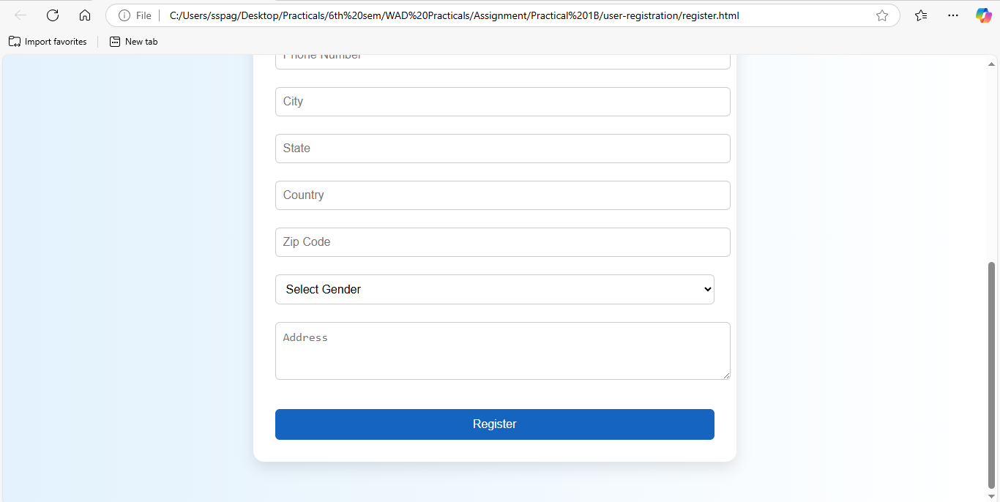 File
C:/Users/sspag/Desktop/Practicals/6th%20sem/WAD%20Practicals/Assignment/Practical%201B/user-registration/register.html
Import favorites
New tab
Phone Number
City
State
Country
Zip Code
Select Gender
Address
Register